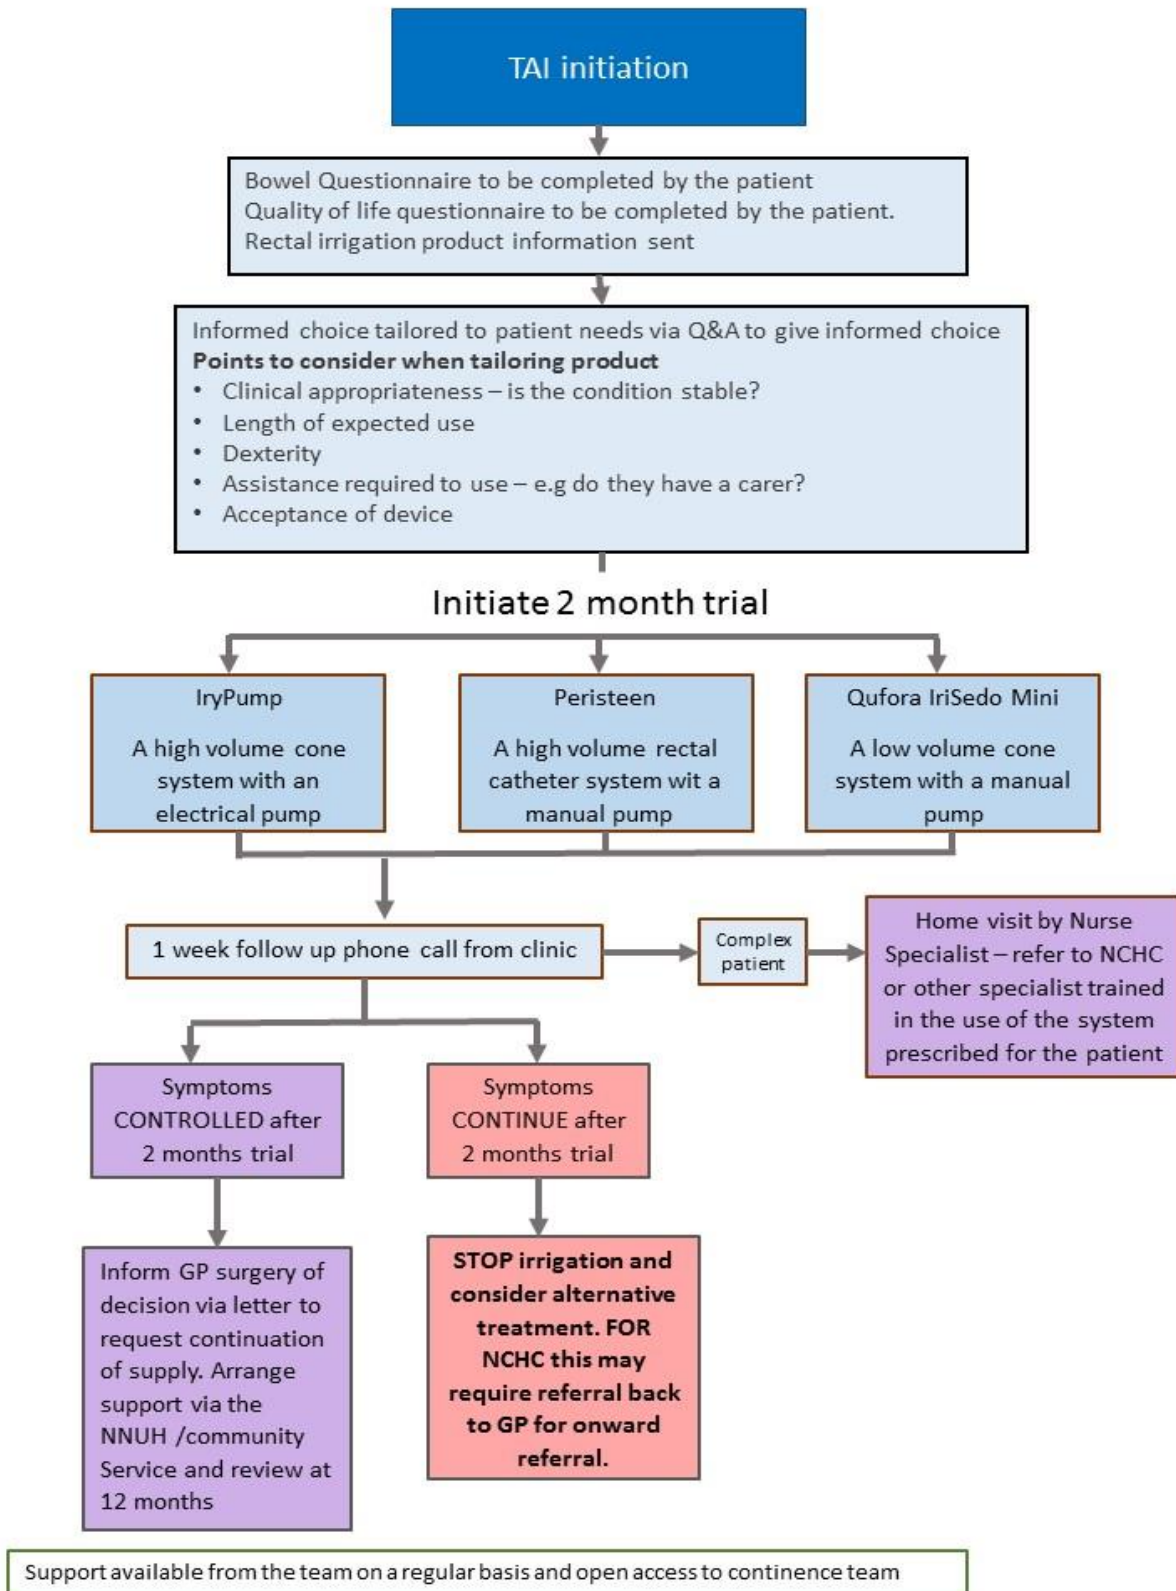 TAI initiation
Bowel Questionnaire to be completed by the patient
Quality of life questionnaire to be completed by the patient.
Rectal irrigation product information sent
Informed choice tailored to patient needs via Q&A to give informed choice
Points to consider when tailoring product
• Clinical appropriateness – is the condition stable?
• Length of expected use
• Dexterity
• Assistance required to use – e.g do they have a carer?
• Acceptance of device
Initiate 2 month trial
IryPump
A high volume cone
system with an
electrical pump
Peristeen
A high volume rectal
catheter system wit a
manual pump
Qufora IriSedo Mini
A low volume cone
system with a manual
pump
1 week follow up phone call from clinic
Complex
patient
Home visit by Nurse
Specialist – refer to NCHC
or other specialist trained
in the use of the system
prescribed for the patient
Symptoms
CONTROLLED after
2 months trial
Symptoms
CONTINUE after
2 months trial
Inform GP surgery of
decision via letter to
request continuation
of supply. Arrange
support via the
NNUH /community
Service and review at
12 months
STOP irrigation and
consider alternative
treatment. FOR
NCHC this may
require referral back
to GP for onward
referral.
Support available from the team on a regular basis and open access to continence team